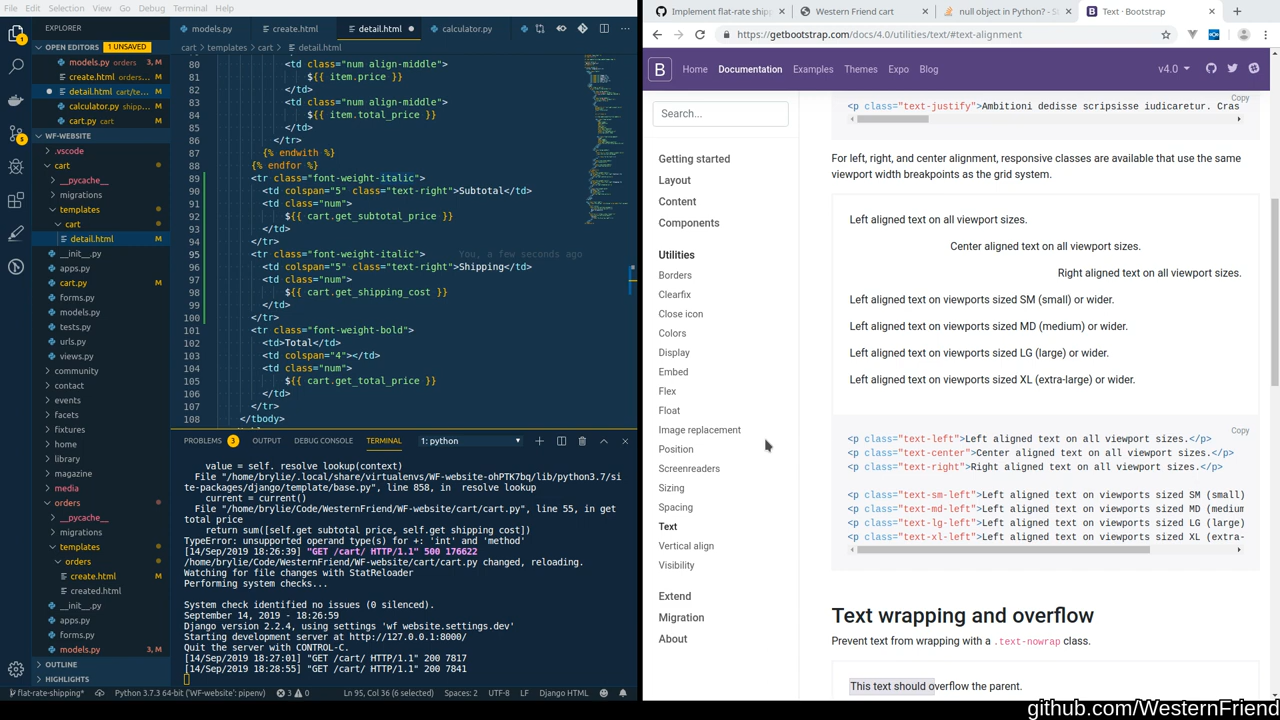 File Edit Selection View Go Debug Terminal Help
EXPLORER
OPEN EDITORS 1 UNSAVED
models.py orders 3, M
create.html orders... M
detail.html cart/te... M
calculator.py shipp...
cart.py cart M
WF-WEBSITE
.vscode
cart
__pycache__
migrations
templates
cart
detail.html M
__init__.py
apps.py
cart.py M
forms.py
models.py
tests.py
urls.py
views.py
community
contact
events
facets
fixtures
home
library
magazine
media
orders
__pycache__
migrations
templates
orders
create.html M
created.html
__init__.py
apps.py
forms.py
models.py 3, M
OUTLINE
HIGHLIGHTS
models.py create.html detail.html calculator.py
cart templates cart detail.html
80 <td class="num align-middle">
81 ${{ item.price }}
82 </td>
83 <td class="num align-middle">
84 ${{ item.total_price }}
85 </td>
86 </tr>
87 {% endwith %}
88 {% endfor %}
89 <tr class="font-weight-italic">
90 <td colspan="5" class="text-right">Subtotal</td>
91 <td class="num">
92 ${{ cart.get_subtotal_price }}
93 </td>
94 </tr>
95 <tr class="font-weight-italic"> You, a few seconds ago
96 <td colspan="5" class="text-right">Shipping</td>
97 <td class="num">
98 ${{ cart.get_shipping_cost }}
99 </td>
100 </tr>
101 <tr class="font-weight-bold">
102 <td>Total</td>
103 <td colspan="4"></td>
104 <td class="num">
105 ${{ cart.get_total_price }}
106 </td>
107 </tr>
108 </tbody>
PROBLEMS 3 OUTPUT DEBUG CONSOLE TERMINAL 1: python
value = self._resolve_lookup(context)
File "/home/brylie/.local/share/virtualenvs/WF-website-ohPTK7bq/lib/python3.7/si
te-packages/django/template/base.py", line 858, in _resolve_lookup
current = current()
File "/home/brylie/Code/WesternFriend/WF-website/cart/cart.py", line 55, in get_
total_price
return sum([self.get_subtotal_price, self.get_shipping_cost])
TypeError: unsupported operand type(s) for +: 'int' and 'method'
[14/Sep/2019 18:26:39] "GET /cart/ HTTP/1.1" 500 176622
/home/brylie/Code/WesternFriend/WF-website/cart/cart.py changed, reloading.
Watching for file changes with StatReloader
Performing system checks...
System check identified no issues (0 silenced).
September 14, 2019 - 18:26:59
Django version 2.2.4, using settings 'wf_website.settings.dev'
Starting development server at http://127.0.0.1:8000/
Quit the server with CONTROL-C.
[14/Sep/2019 18:27:01] "GET /cart/ HTTP/1.1" 200 7817
[14/Sep/2019 18:28:55] "GET /cart/ HTTP/1.1" 200 7841
flat-rate-shipping* Python 3.7.3 64-bit ('WF-website': pipenv) 3 0 Ln 95, Col 36 (6 selected) Spaces: 2 UTF-8 LF Django HTML
Implement flat-rate ship Western Friend cart null object in Python? - St Text · Bootstrap
https://getbootstrap.com/docs/4.0/utilities/text/#text-alignment
B Home Documentation Examples Themes Expo Blog v4.0
Search...
Getting started
Layout
Content
Components
Utilities
Borders
Clearfix
Close icon
Colors
Display
Embed
Flex
Float
Image replacement
Position
Screenreaders
Sizing
Spacing
Text
Vertical align
Visibility
Extend
Migration
About
Copy
<p class="text-justify">Ambitioni dedisse scripsisse iudicaretur. Cras
For left, right, and center alignment, responsive classes are available that use the same
viewport width breakpoints as the grid system.
Left aligned text on all viewport sizes.
Center aligned text on all viewport sizes.
Right aligned text on all viewport sizes.
Left aligned text on viewports sized SM (small) or wider.
Left aligned text on viewports sized MD (medium) or wider.
Left aligned text on viewports sized LG (large) or wider.
Left aligned text on viewports sized XL (extra-large) or wider.
Copy
<p class="text-left">Left aligned text on all viewport sizes.</p>
<p class="text-center">Center aligned text on all viewport sizes.</p>
<p class="text-right">Right aligned text on all viewport sizes.</p>
<p class="text-sm-left">Left aligned text on viewports sized SM (small)
<p class="text-md-left">Left aligned text on viewports sized MD (medium
<p class="text-lg-left">Left aligned text on viewports sized LG (large)
<p class="text-xl-left">Left aligned text on viewports sized XL (extra-
Text wrapping and overflow
Prevent text from wrapping with a .text-nowrap class.
This text should overflow the parent.
github.com/WesternFriend